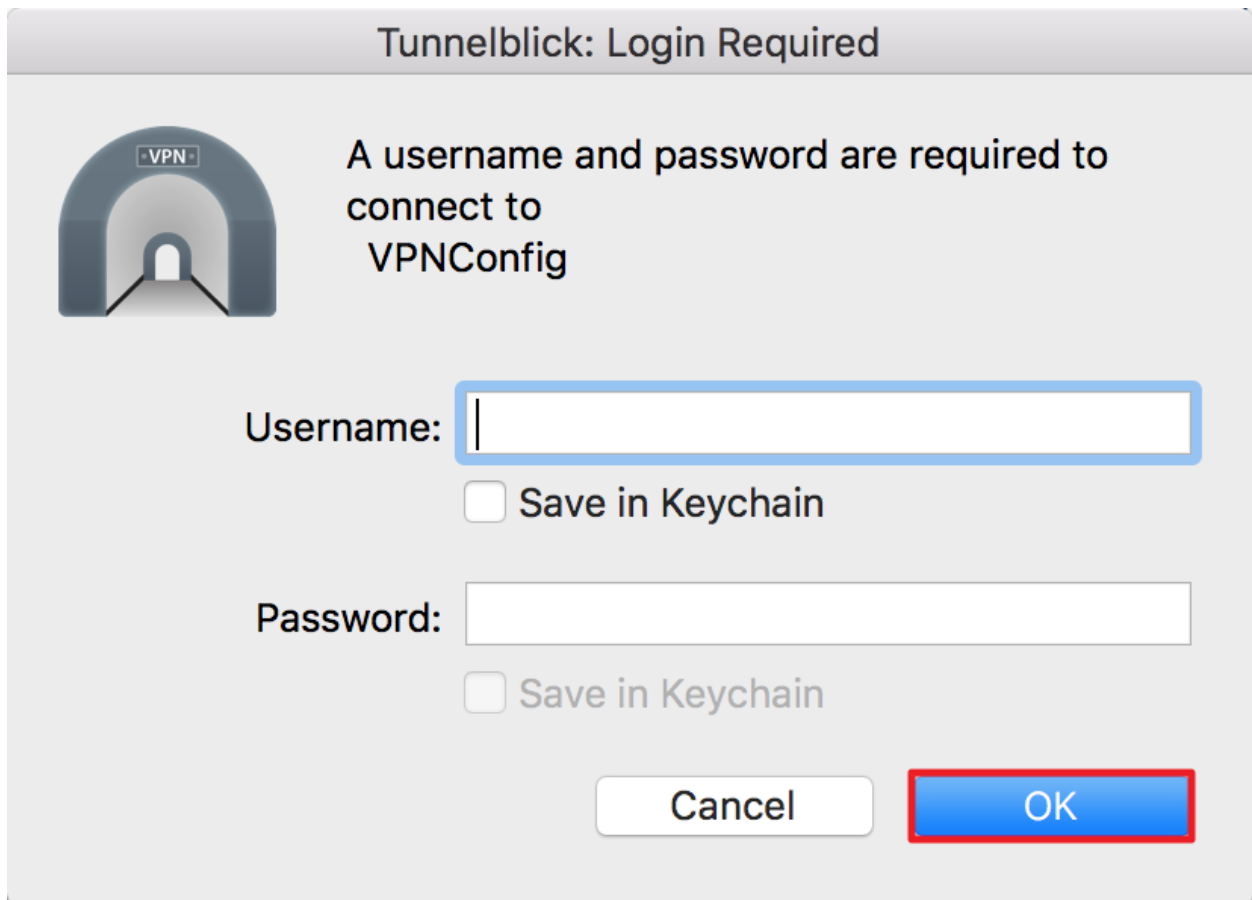 Tunnelblick: Login Required
·VPN·
A username and password are required to
connect to
VPNConfig
Username:
Save in Keychain
Password:
Save in Keychain
Cancel
OK